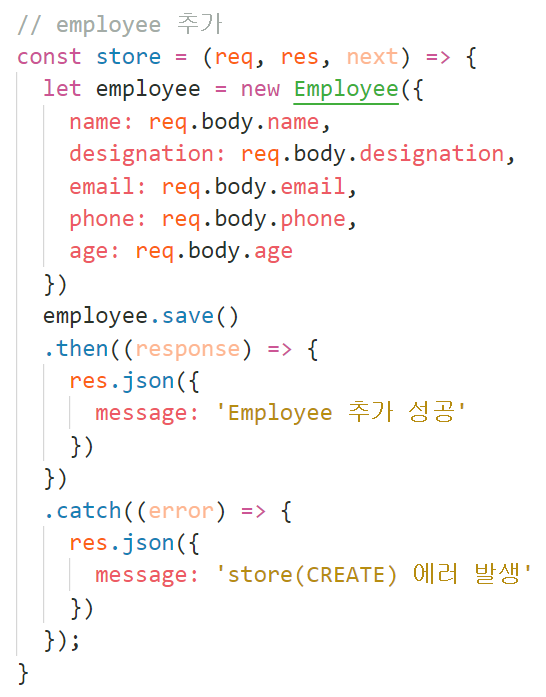 // employee 추가
const store = (req, res, next) => {
  let employee = new Employee({
    name: req.body.name,
    designation: req.body.designation,
    email: req.body.email,
    phone: req.body.phone,
    age: req.body.age
  })
  employee.save()
  .then((response) => {
    res.json({
      message: 'Employee 추가 성공'
    })
  })
  .catch((error) => {
    res.json({
      message: 'store(CREATE) 에러 발생'
    })
  });
}